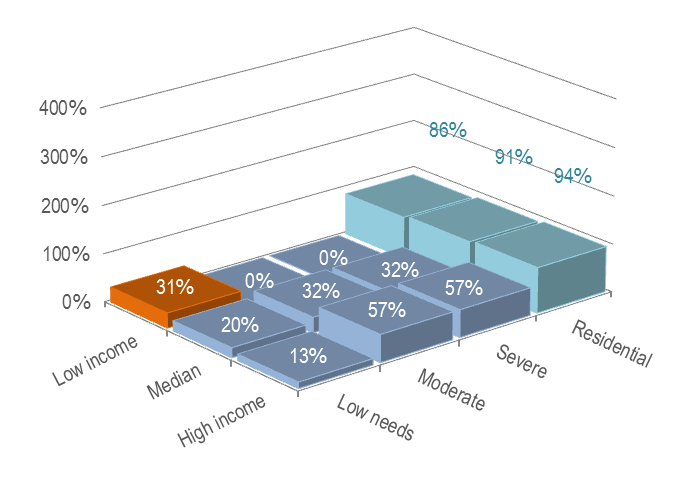 400%
300%
200%
100%
0%
86%
91%
94%
0%
32%
57%
0%
32%
57%
31%
20%
13%
Low income
Median
High income
Low needs
Moderate
Severe
Residential